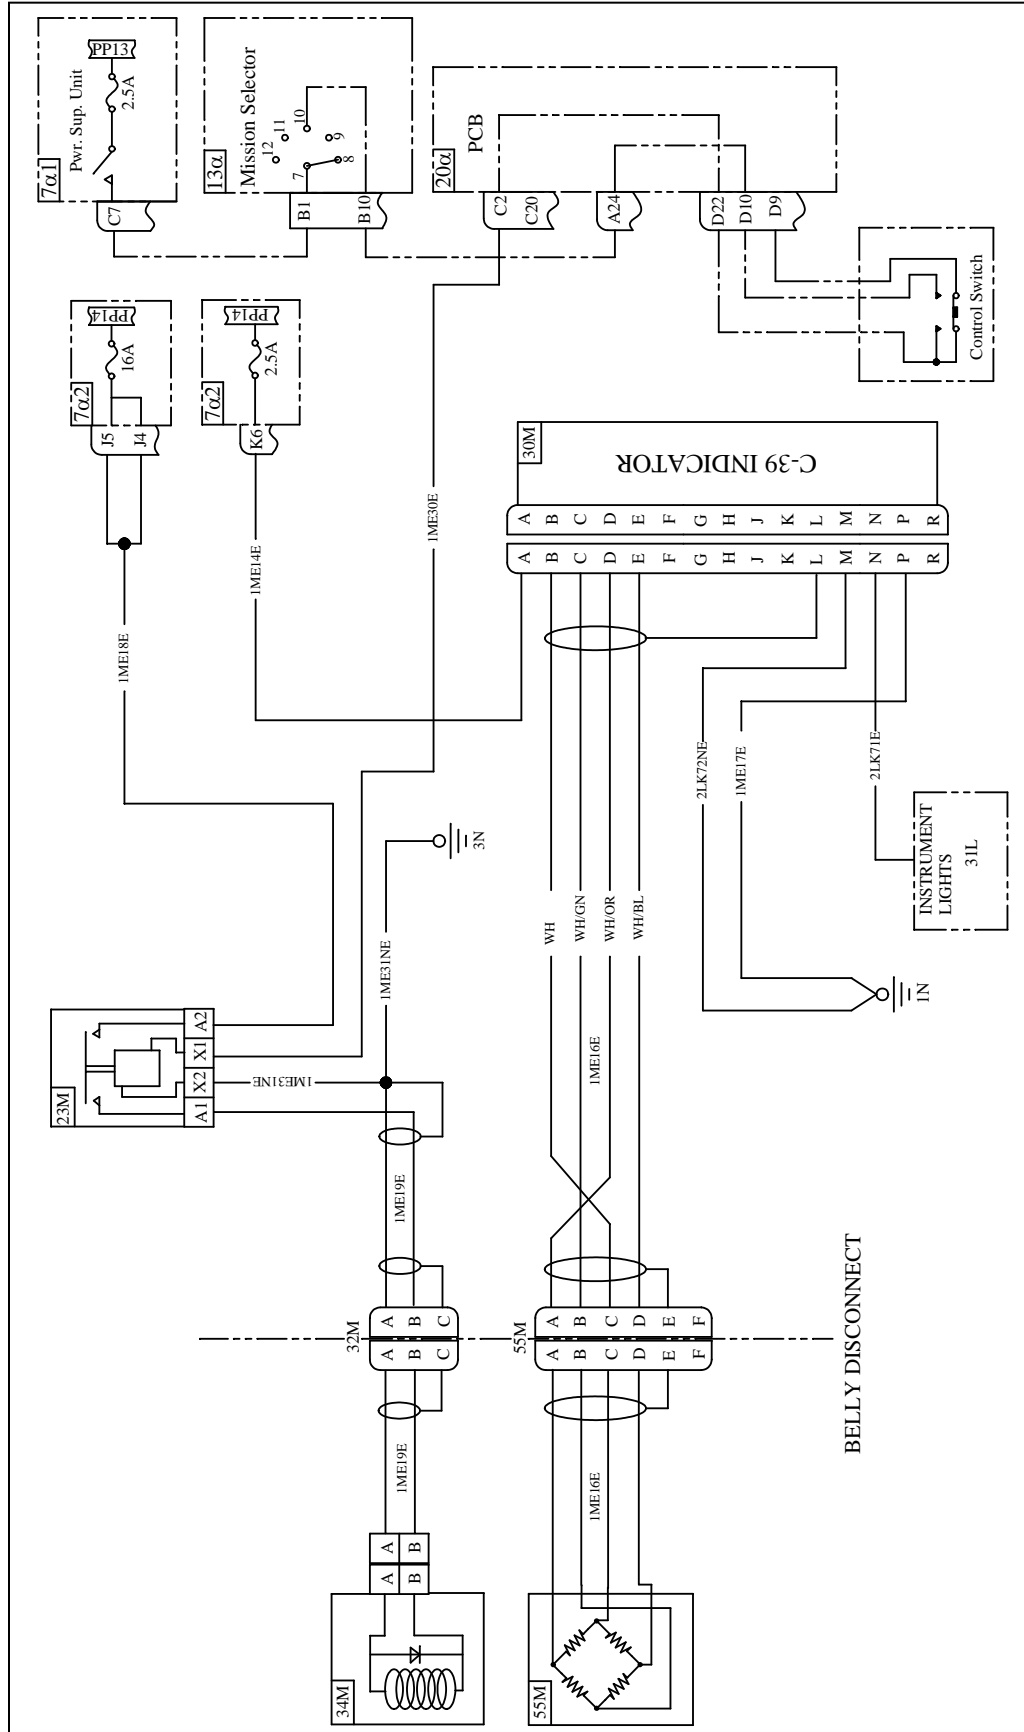 7α1
PP13
Pwr. Sup. Unit
2.5A
C7
13α
Mission Selector
12
11
10
9
8
7
B1
B10
20α
PCB
C2
C20
A24
D22
D10
D9
Control Switch
7α2
PP14
16A
J5
J4
7α2
PP14
2.5A
K6
1ME30E
1ME14E
1ME18E
30M
C-39 INDICATOR
A
B
C
D
E
F
G
H
J
K
L
M
N
P
R
A
B
C
D
E
F
G
H
J
K
L
M
N
P
R
2LK72NE
1ME17E
2LK71E
INSTRUMENT
LIGHTS
31L
1N
3N
WH
WH/GN
WH/OR
WH/BL
1ME31NE
23M
A2
X1
X2
A1
1ME31NE
1ME16E
1ME19E
32M
A
B
C
A
B
C
55M
A
B
C
D
E
F
A
B
C
D
E
F
BELLY DISCONNECT
1ME19E
1ME16E
A
B
A
B
34M
55M